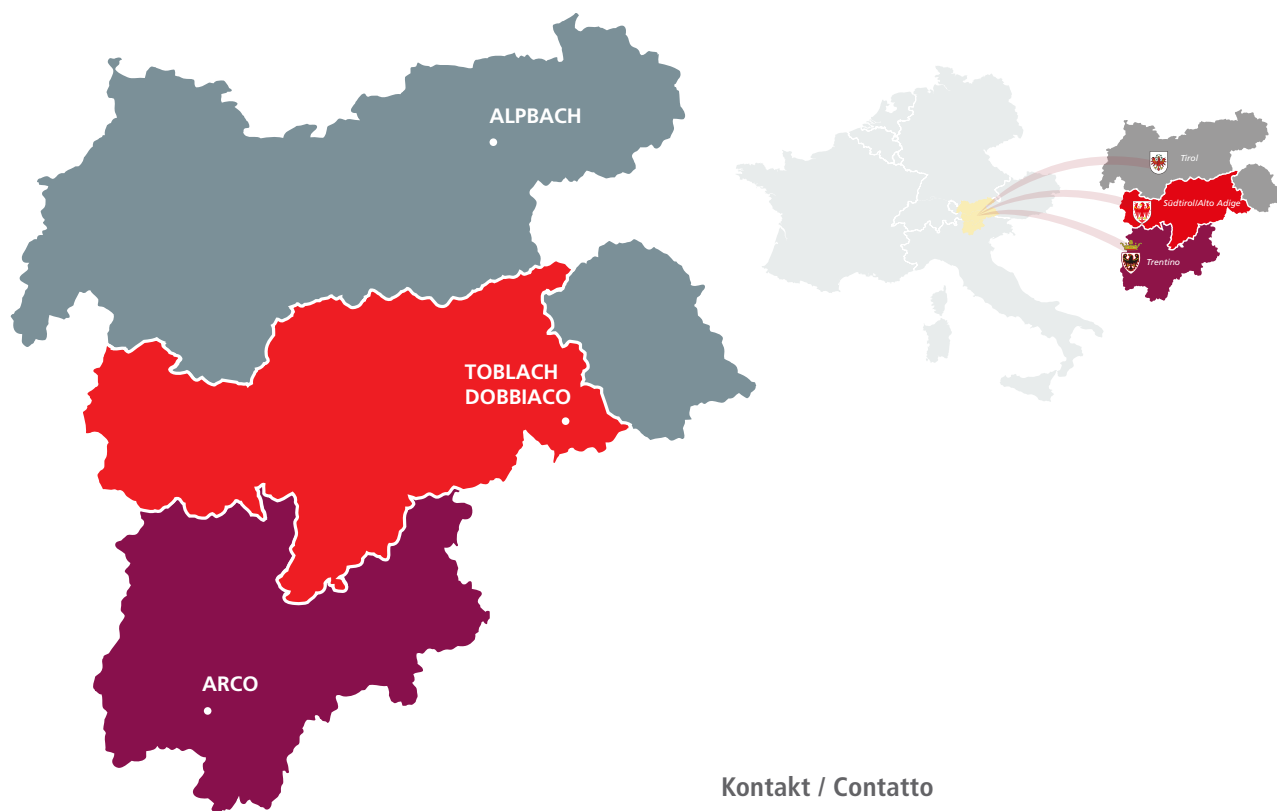 ALPBACH
TOBLACH
DOBBIACO
ARCO
Tirol
Südtirol/Alto Adige
Trentino
Kontakt / Contatto